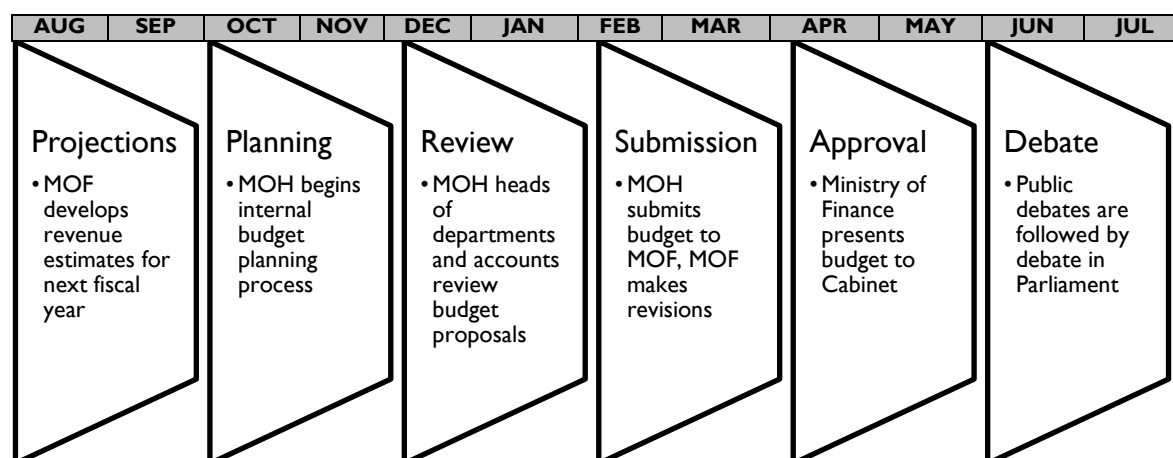 AUG SEP OCT NOV DEC JAN FEB MAR APR MAY JUN JUL
Projections
• MOF
develops
revenue
estimates for
next fiscal
year
Planning
• MOH begins
internal
budget
planning
process
Review
• MOH heads
of
departments
and accounts
review
budget
proposals
Submission
• MOH
submits
budget to
MOF, MOF
makes
revisions
Approval
• Ministry of
Finance
presents
budget to
Cabinet
Debate
• Public
debates are
followed by
debate in
Parliament